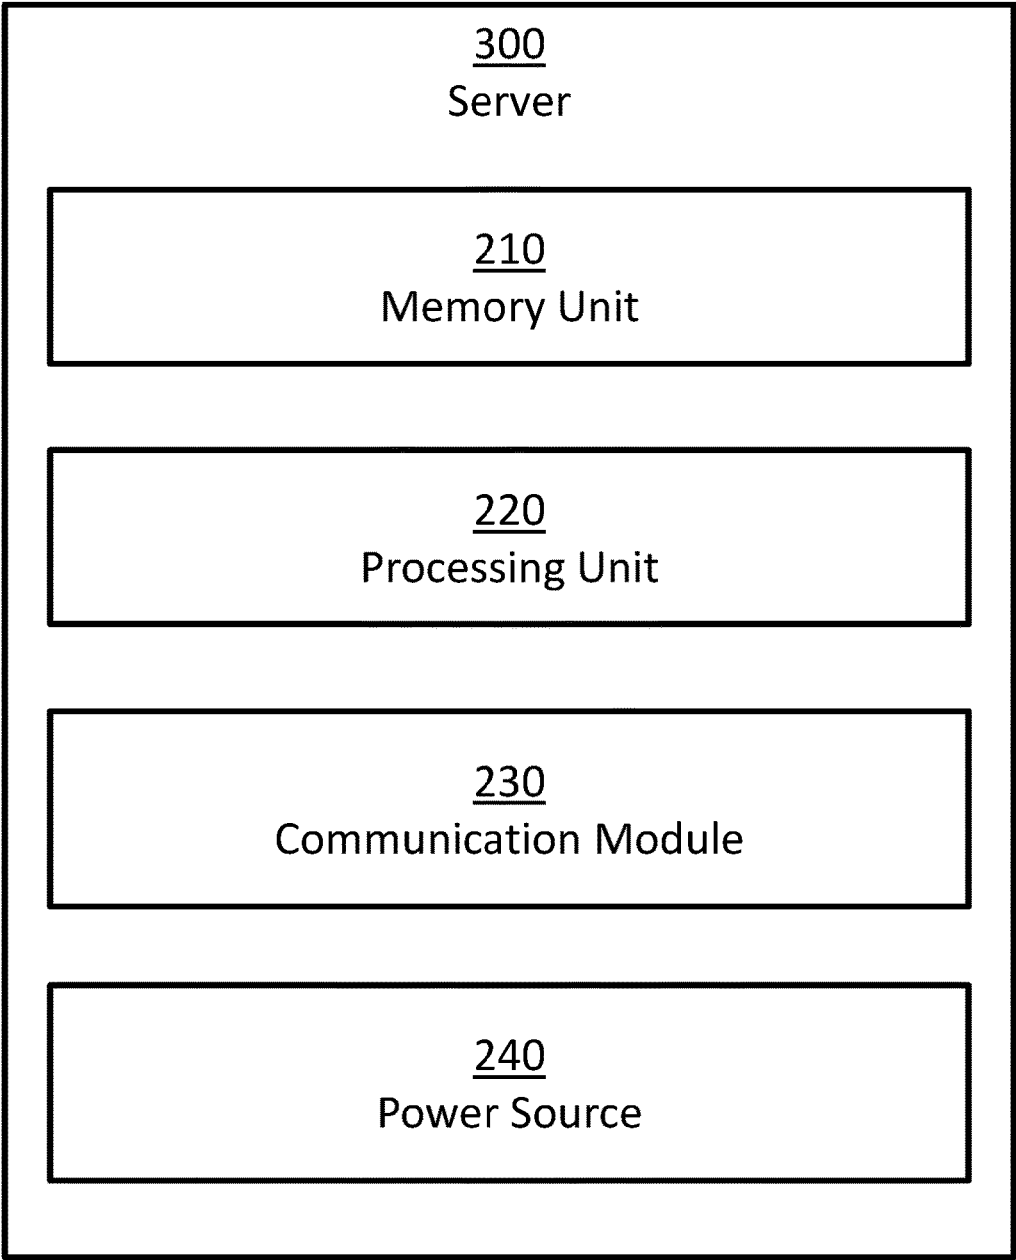 300
Server
210
Memory Unit
220
Processing Unit
230
Communication Module
240
Power Source